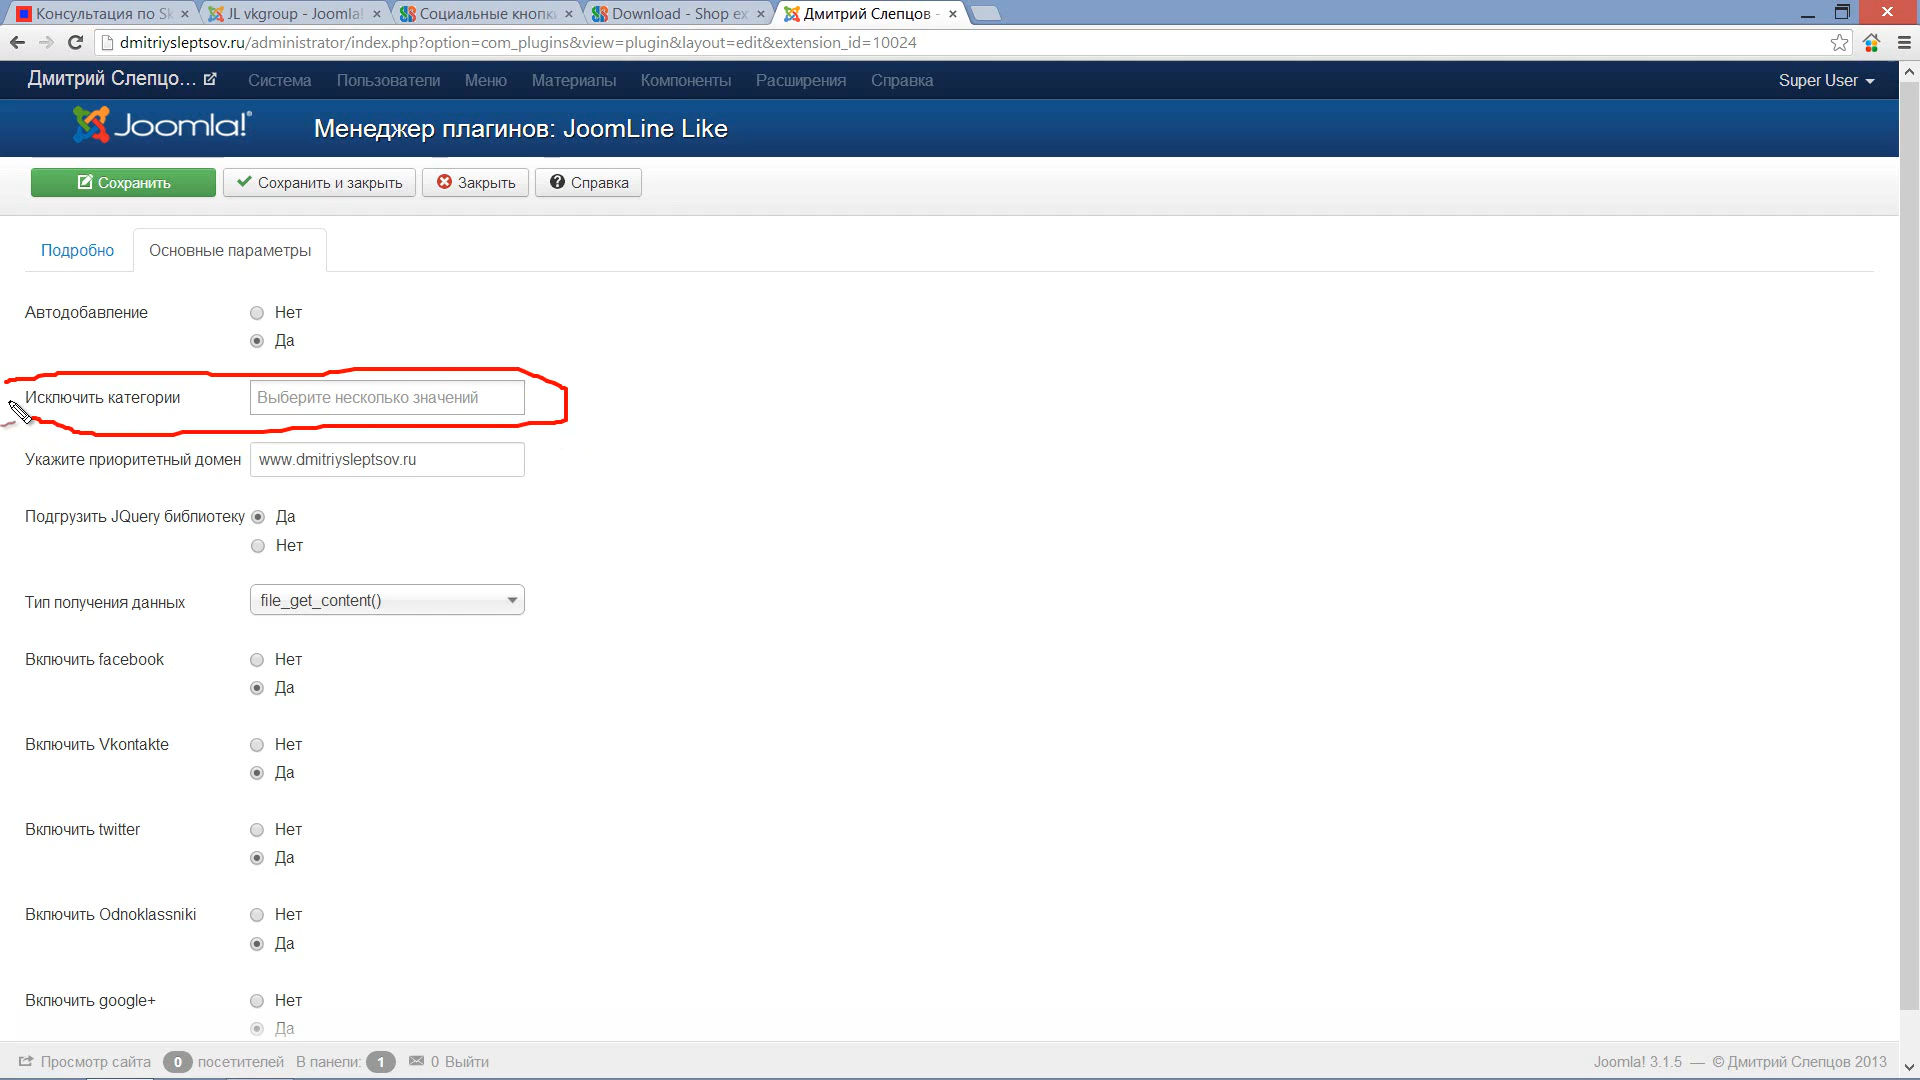 Консультация по Sk
JL vkgroup - Joomla!
Социальные кнопк
Download - Shop ex
Дмитрий Слепцов -
dmitriysleptsov.ru/administrator/index.php?option=com_plugins&view=plugin&layout=edit&extension_id=10024
Дмитрий Слепцо... Система Пользователи Меню Материалы Компоненты Расширения Справка Super User
Joomla!® Менеджер плагинов: JoomLine Like
Сохранить Сохранить и закрыть Закрыть Справка
Подробно Основные параметры
Автодобавление Нет
Да
Исключить категории Выберите несколько значений
Укажите приоритетный домен www.dmitriysleptsov.ru
Подгрузить JQuery библиотеку Да
Нет
Тип получения данных file_get_content()
Включить facebook Нет
Да
Включить Vkontakte Нет
Да
Включить twitter Нет
Да
Включить Odnoklassniki Нет
Да
Включить google+ Нет
Да
Просмотр сайта 0 посетителей В панели: 1 0 Выйти Joomla! 3.1.5 — © Дмитрий Слепцов 2013